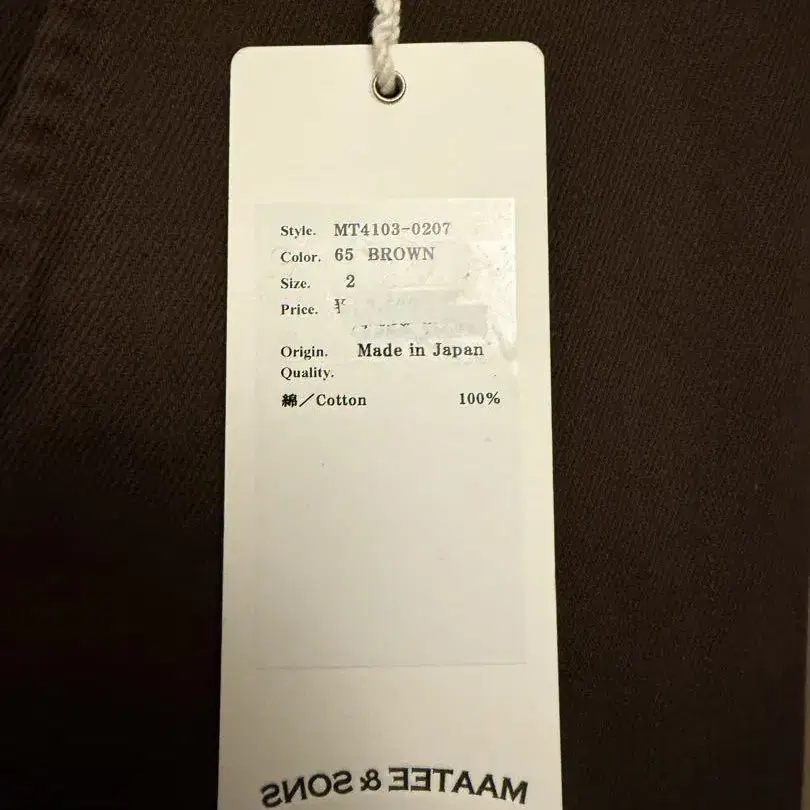 Style. MT4103-0207
Color. 65 BROWN
Size. 2
Price. ¥
Origin. Made in Japan
Quality.
綿／Cotton 100%
MAATEE & SONS